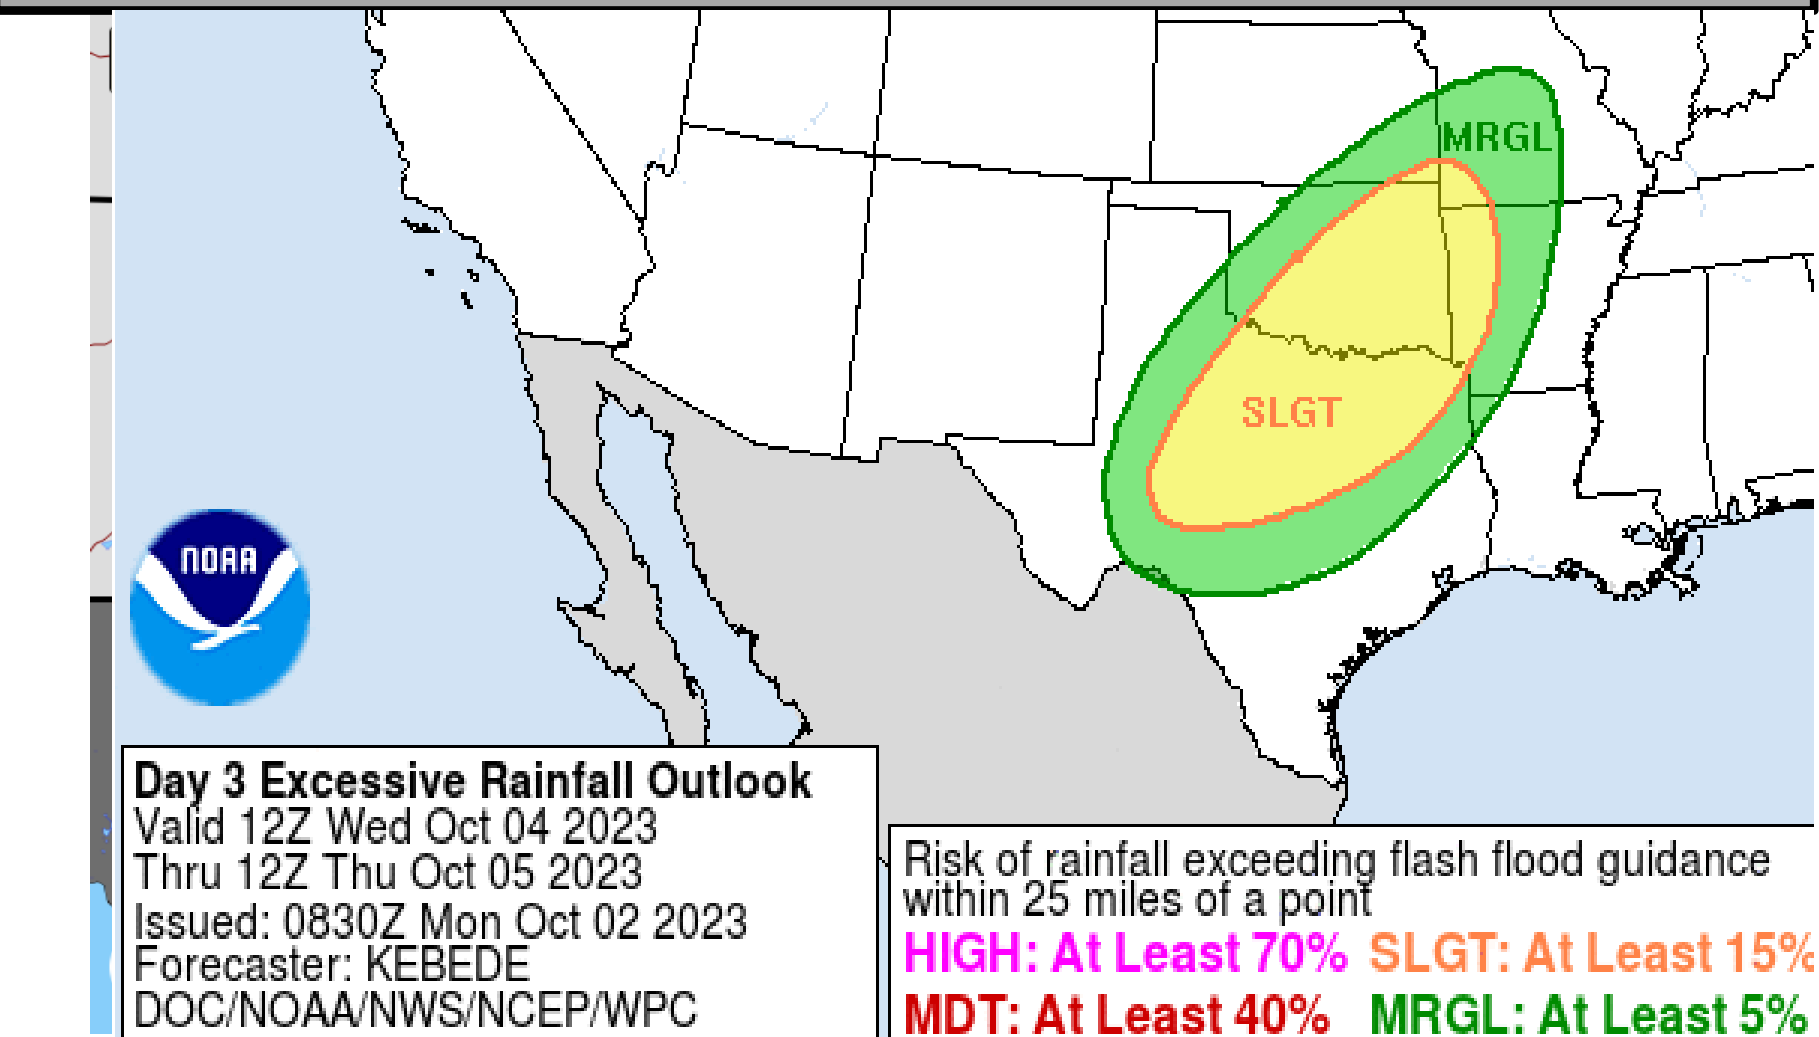 MRGL
SLGT
NOAA
Day 3 Excessive Rainfall Outlook
Valid 12Z Wed Oct 04 2023
Thru 12Z Thu Oct 05 2023
Issued: 0830Z Mon Oct 02 2023
Forecaster: KEBEDE
DOC/NOAA/NWS/NCEP/WPC
Risk of rainfall exceeding flash flood guidance
within 25 miles of a point
HIGH: At Least 70% SLGT: At Least 15%
MDT: At Least 40% MRGL: At Least 5%